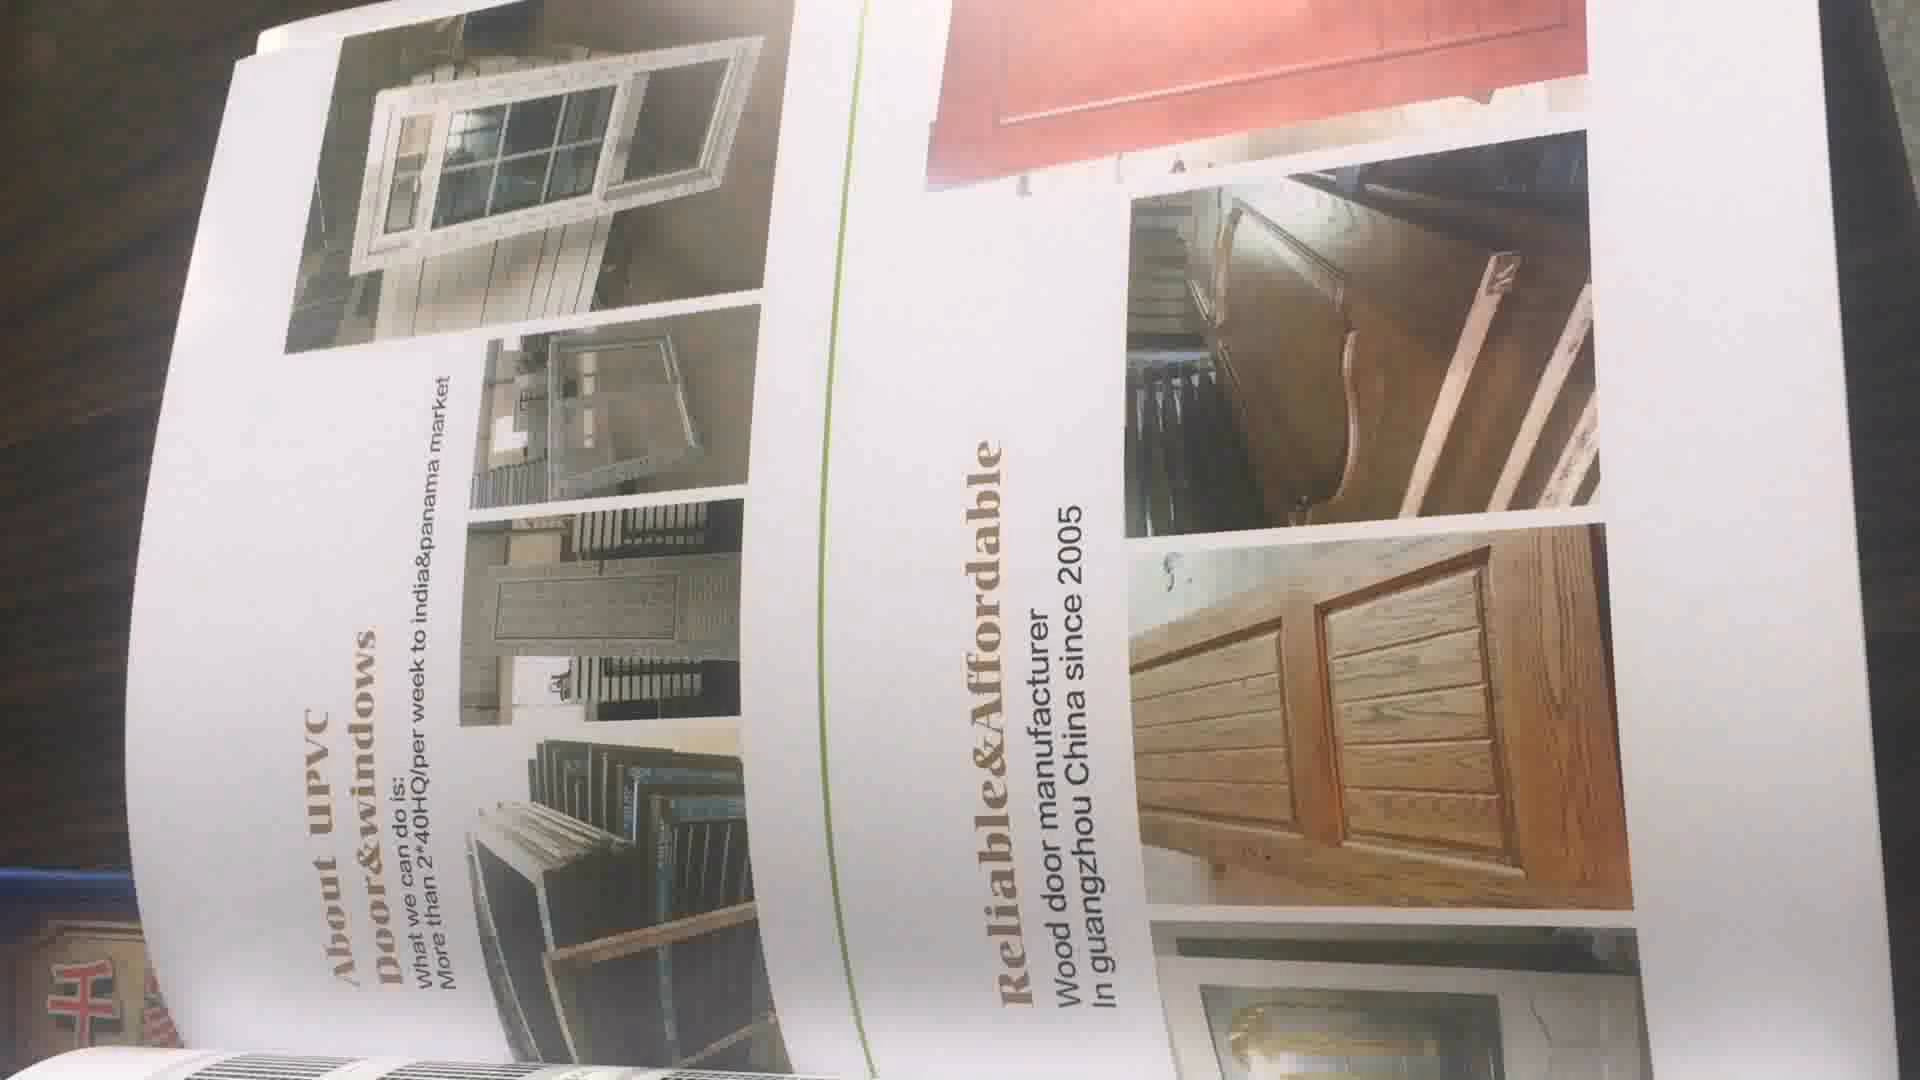 About UPVC
Door&windows
What we can do is:
More than 2*40HQ/per week to india&panama market
Reliable&Affordable
Wood door manufacturer
In guangzhou China since 2005